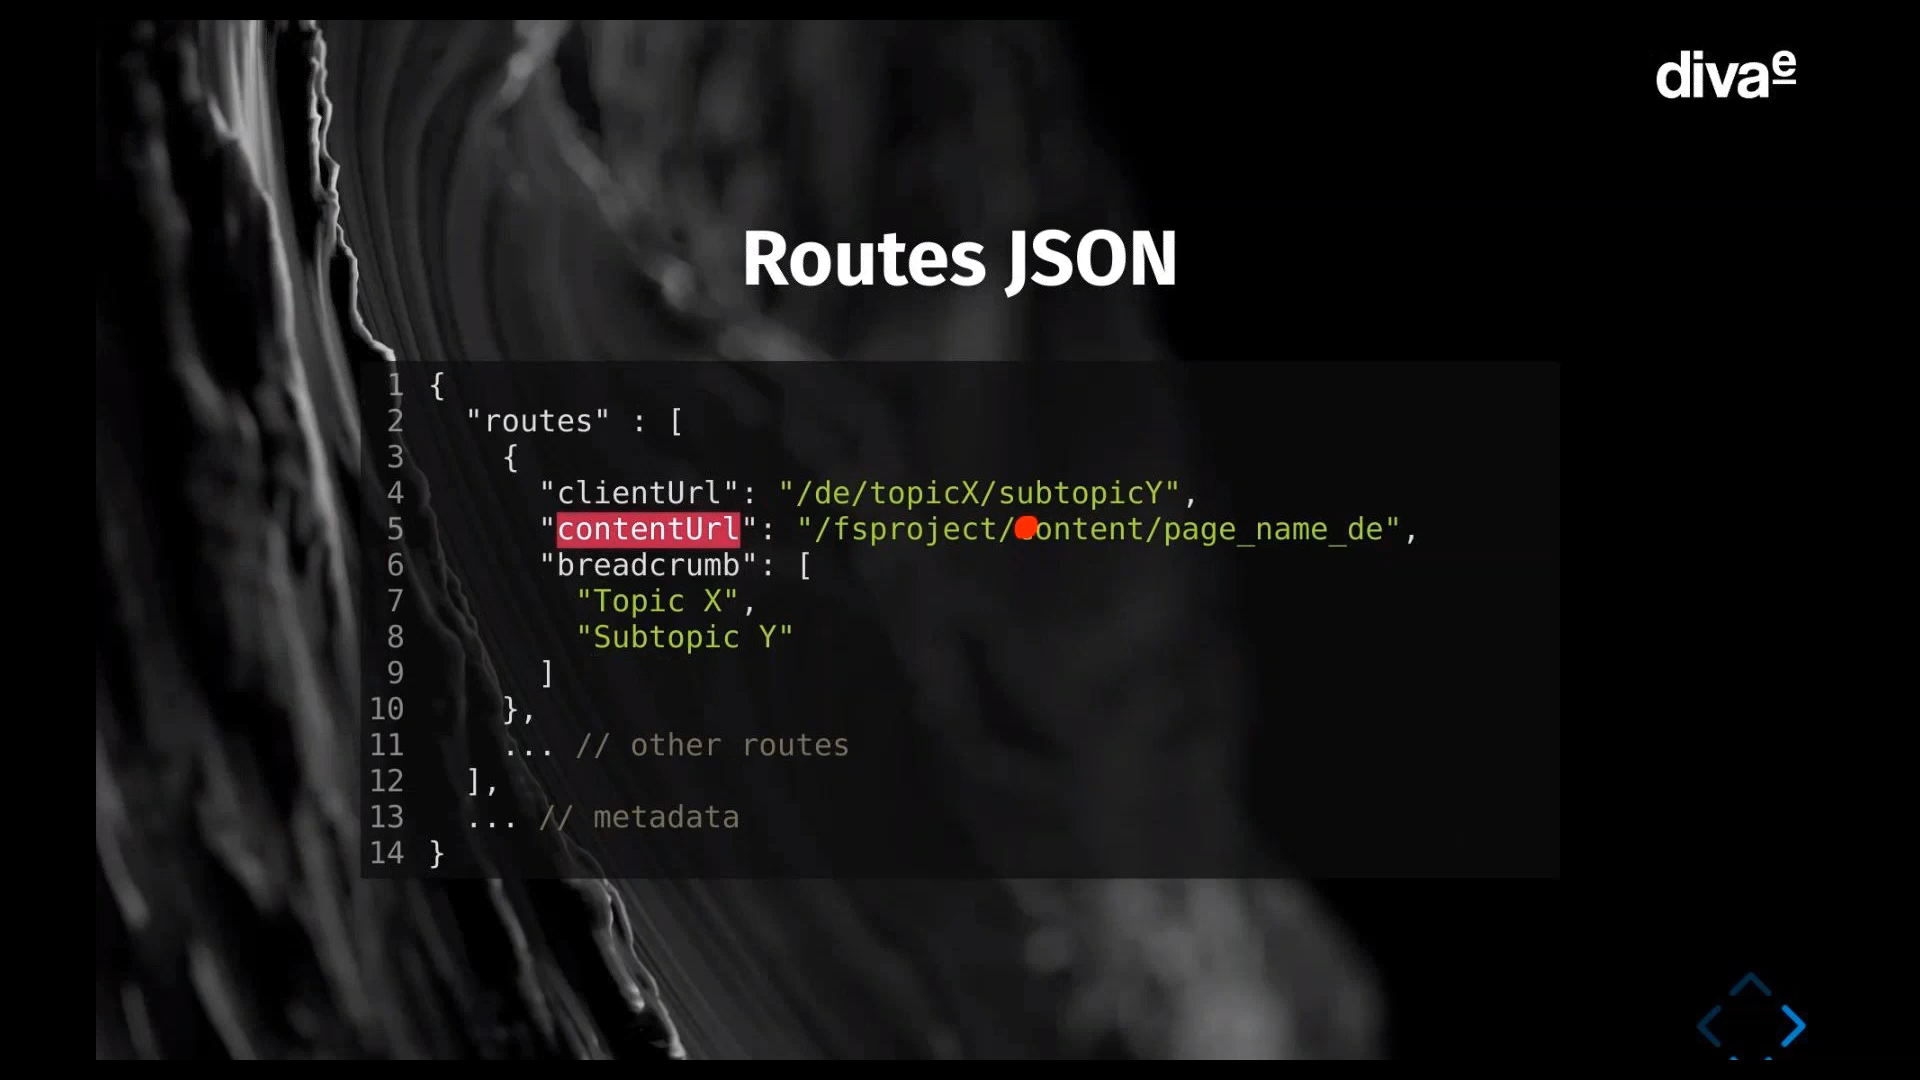 divae
Routes JSON
1 {
2   "routes" : [
3     {
4       "clientUrl": "/de/topicX/subtopicY",
5       "contentUrl": "/fsproject/content/page_name_de",
6       "breadcrumb": [
7         "Topic X",
8         "Subtopic Y"
9       ]
10     },
11     ... // other routes
12   ],
13   ... // metadata
14 }